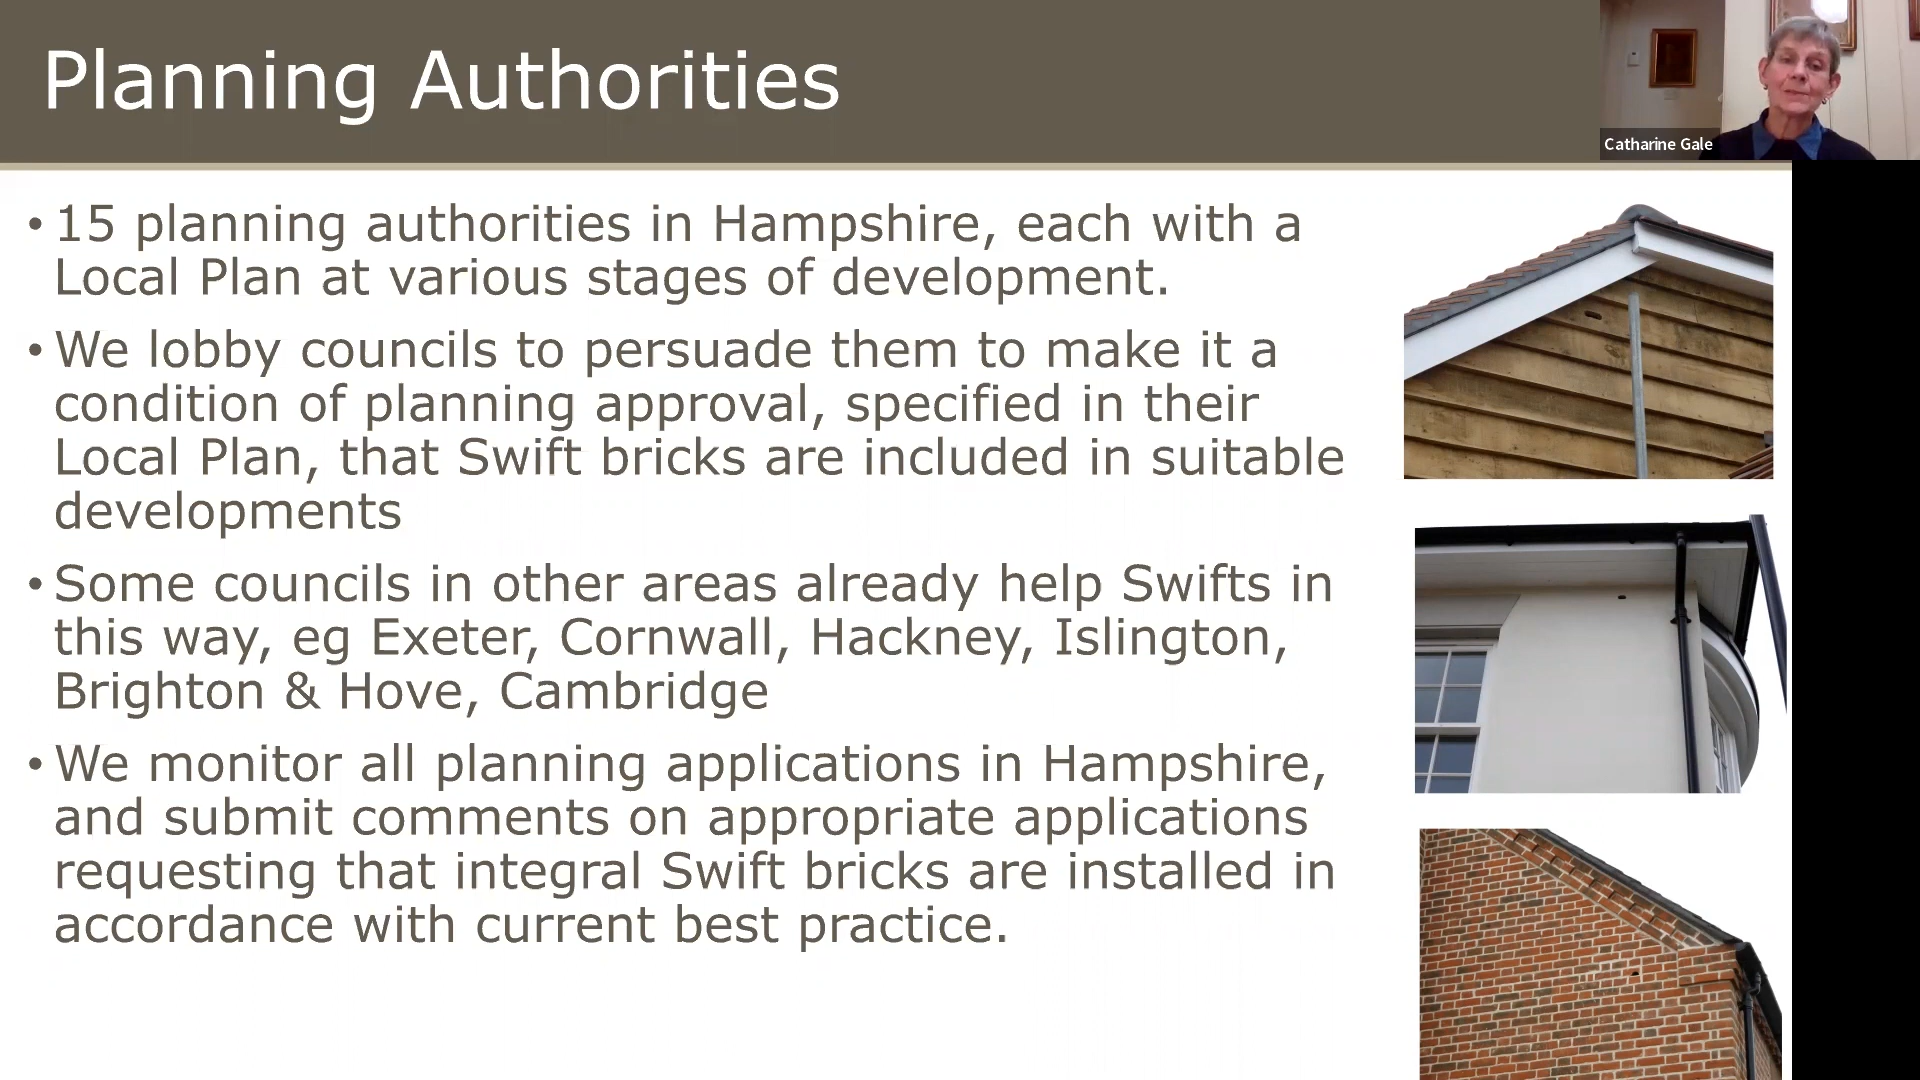 Planning Authorities
Catharine Gale
• 15 planning authorities in Hampshire, each with a
Local Plan at various stages of development.
• We lobby councils to persuade them to make it a
condition of planning approval, specified in their
Local Plan, that Swift bricks are included in suitable
developments
• Some councils in other areas already help Swifts in
this way, eg Exeter, Cornwall, Hackney, Islington,
Brighton & Hove, Cambridge
• We monitor all planning applications in Hampshire,
and submit comments on appropriate applications
requesting that integral Swift bricks are installed in
accordance with current best practice.